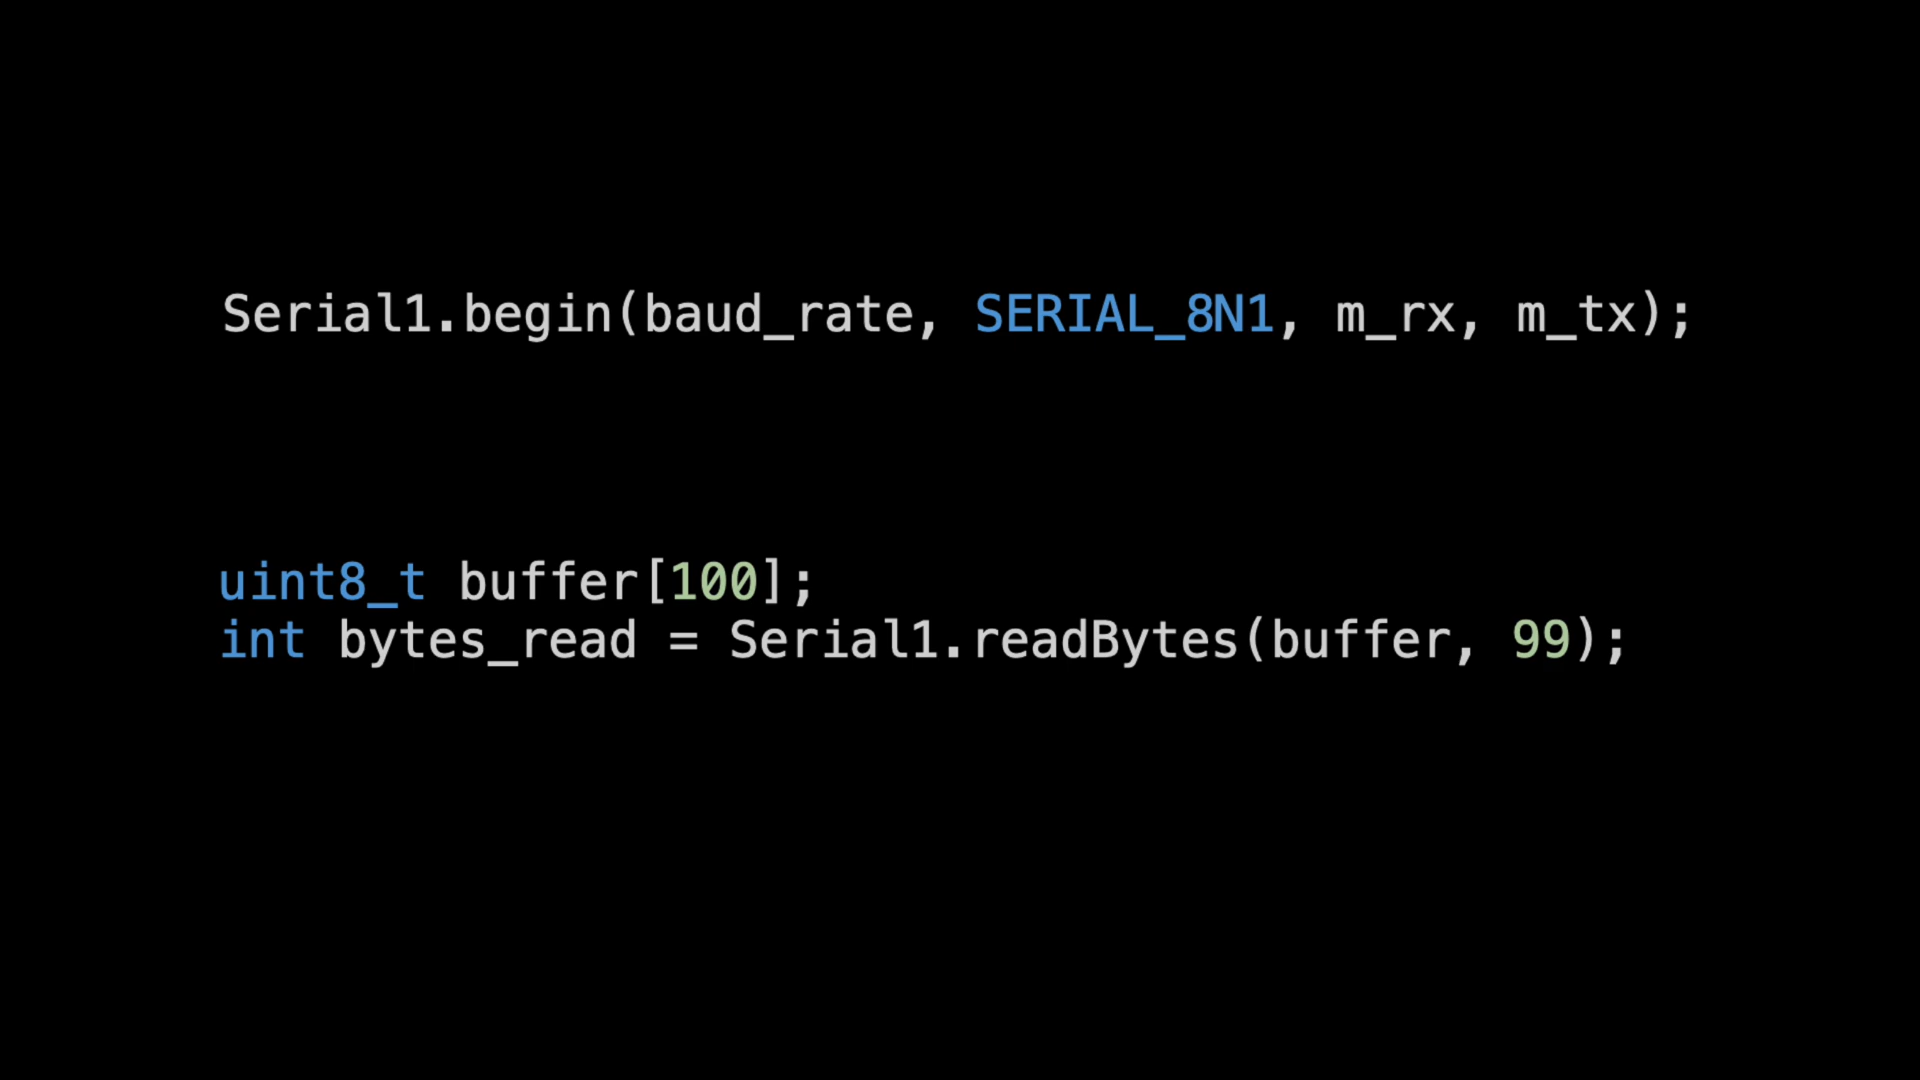 Serial1.begin(baud_rate, SERIAL_8N1, m_rx, m_tx);
uint8_t buffer[100];
int bytes_read = Serial1.readBytes(buffer, 99);